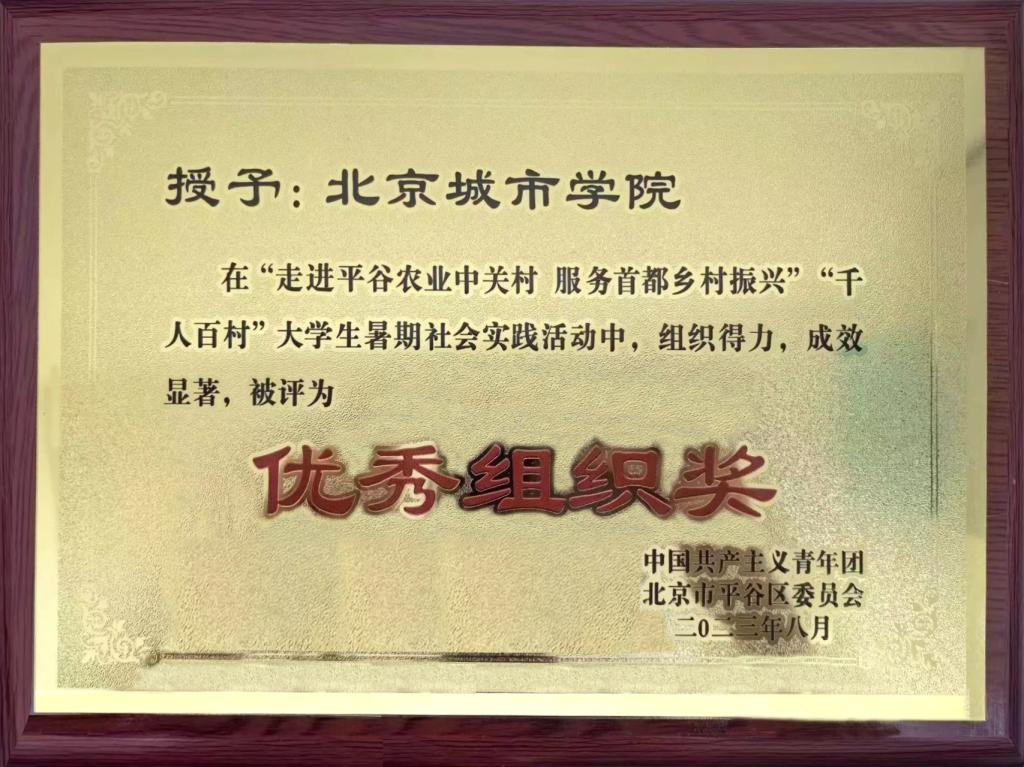 授予：北京城市学院
在“走进平谷农业中关村 服务首都乡村振兴”“千
人百村”大学生暑期社会实践活动中，组织得力，成效
显著，被评为
优秀组织奖
中国共产主义青年团
北京市平谷区委员会
二〇二三年八月